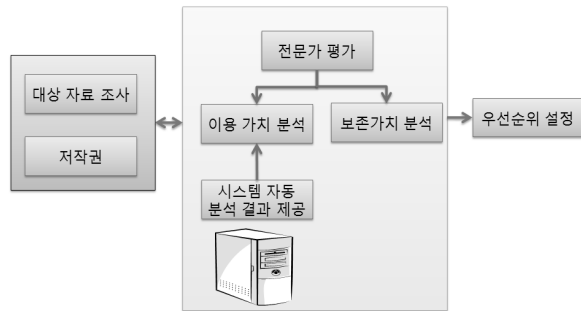 전문가 평가
대상 자료 조사
이용 가치 분석
보존가치 분석
우선순위 설정
저작권
시스템 자동
분석 결과 제공